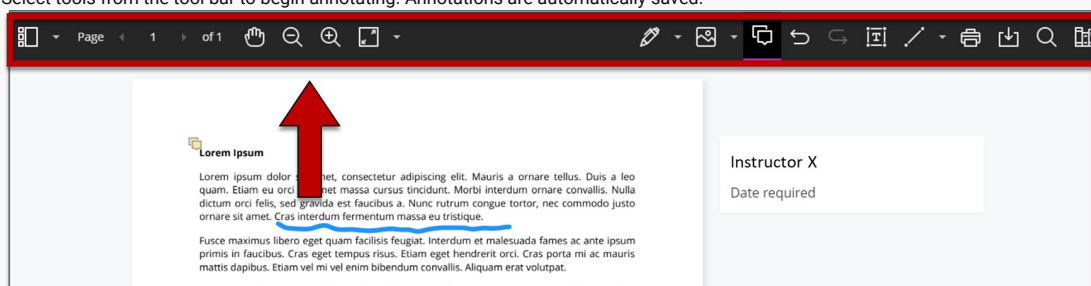 Select tools from the tool bar to begin annotating. Annotations are automatically saved.
Page 1 of 1
Lorem Ipsum
Lorem ipsum dolor s net, consectetur adipiscing elit. Mauris a ornare tellus. Duis a leo
quam. Etiam eu orci net massa cursus tincidunt. Morbi interdum ornare convallis. Nulla
dictum orci felis, sed gravida est faucibus a. Nunc rutrum congue tortor, nec commodo justo
ornare sit amet. Cras interdum fermentum massa eu tristique.
Fusce maximus libero eget quam facilisis feugiat. Interdum et malesuada fames ac ante ipsum
primis in faucibus. Cras eget tempus risus. Etiam eget hendrerit orci. Cras porta mi ac mauris
mattis dapibus. Etiam vel mi vel enim bibendum convallis. Aliquam erat volutpat.
Instructor X
Date required